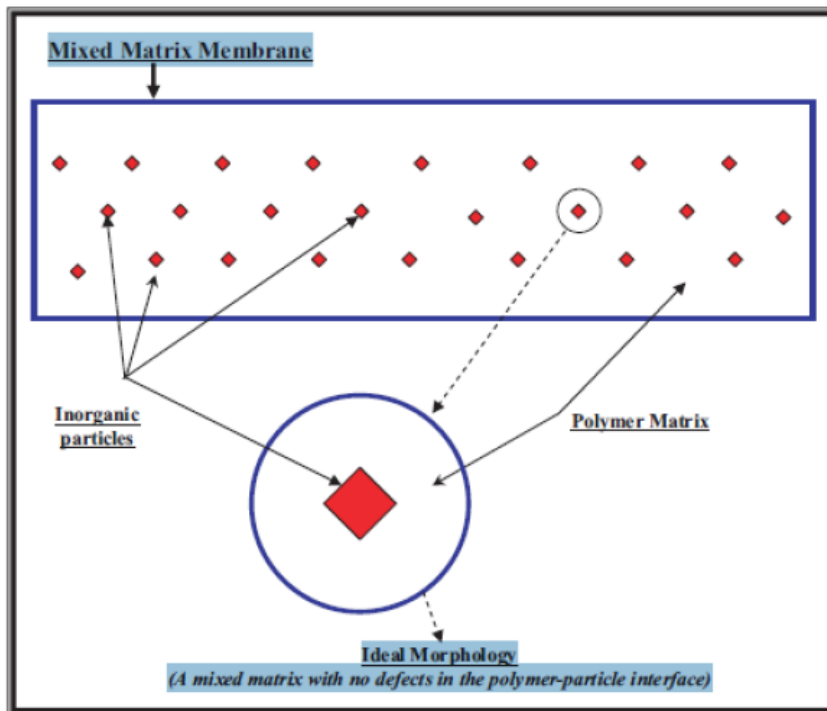 Mixed Matrix Membrane
Inorganic
particles
Polymer Matrix
Ideal Morphology
(A mixed matrix with no defects in the polymer-particle interface)